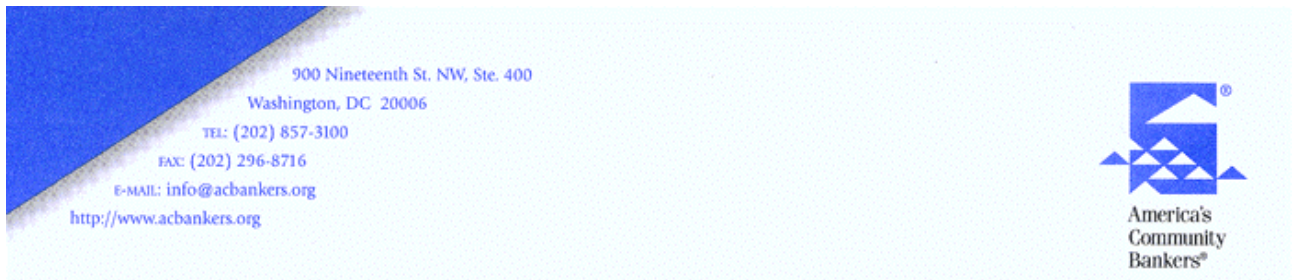 900 Nineteenth St. NW, Ste. 400
Washington, DC 20006
TEL: (202) 857-3100
FAX: (202) 296-8716
E-MAIL: info@acbankers.org
http://www.acbankers.org
®
America's
Community
Bankers®